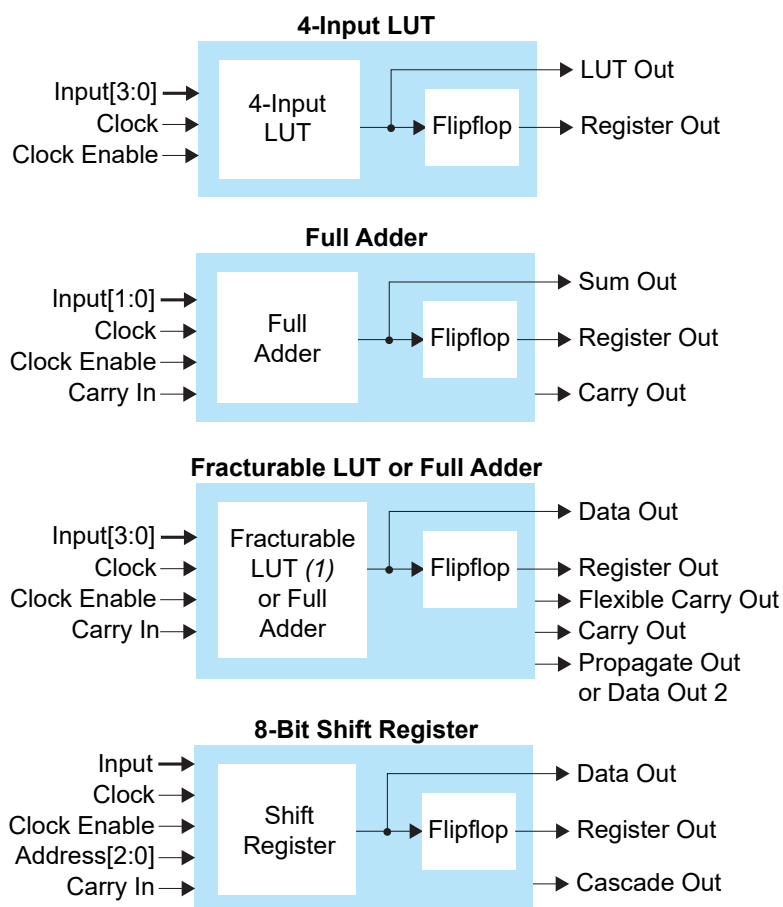 4-Input LUT
Input[3:0]
Clock
Clock Enable
4-Input
LUT
Flipflop
LUT Out
Register Out
Full Adder
Input[1:0]
Clock
Clock Enable
Carry In
Full
Adder
Flipflop
Sum Out
Register Out
Carry Out
Fracturable LUT or Full Adder
Input[3:0]
Clock
Clock Enable
Carry In
Fracturable
LUT (1)
or Full
Adder
Flipflop
Data Out
Register Out
Flexible Carry Out
Carry Out
Propagate Out
or Data Out 2
8-Bit Shift Register
Input
Clock
Clock Enable
Address[2:0]
Carry In
Shift
Register
Flipflop
Data Out
Register Out
Cascade Out